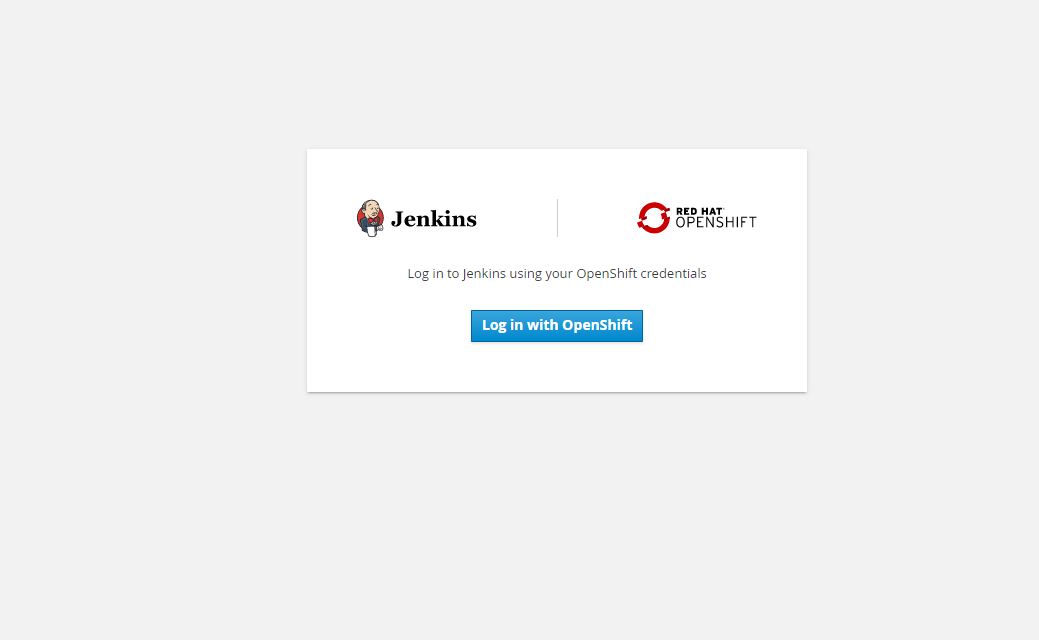 Jenkins
RED HAT
OPENSHIFT
Log in to Jenkins using your OpenShift credentials
Log in with OpenShift